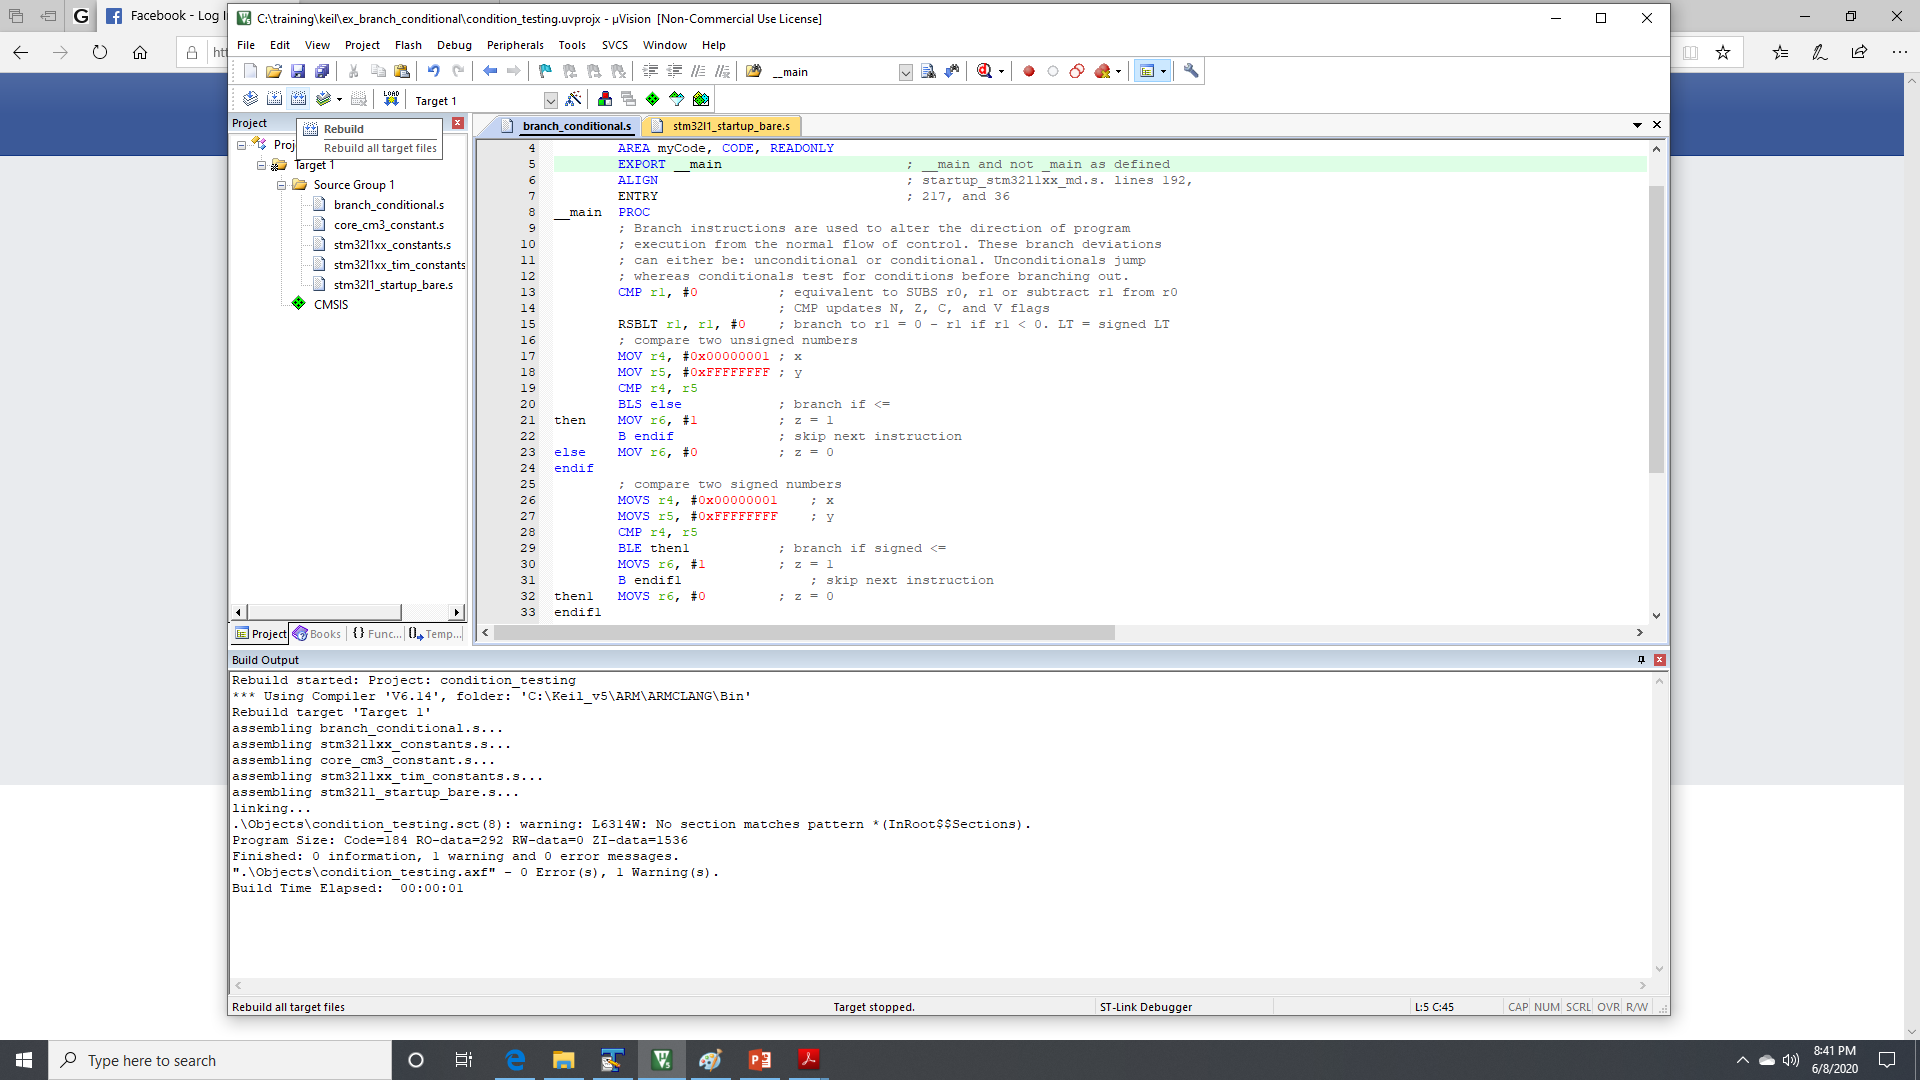 Facebook - Log I
htt
C:\training\keil\ex_branch_conditional\condition_testing.uvprojx - µVision  [Non-Commercial Use License]
File Edit View Project Flash Debug Peripherals Tools SVCS Window Help
__main
LOAD
Target 1
Project
Rebuild
Rebuild all target files
Proj
Target 1
Source Group 1
branch_conditional.s
core_cm3_constant.s
stm32l1xx_constants.s
stm32l1xx_tim_constants
stm32l1_startup_bare.s
CMSIS
Project Books Func... Temp...
branch_conditional.s stm32l1_startup_bare.s
4 AREA myCode, CODE, READONLY
5 EXPORT __main ; __main and not _main as defined
6 ALIGN ; startup_stm32l1xx_md.s. lines 192,
7 ENTRY ; 217, and 36
8 __main PROC
9 ; Branch instructions are used to alter the direction of program
10 ; execution from the normal flow of control. These branch deviations
11 ; can either be: unconditional or conditional. Unconditionals jump
12 ; whereas conditionals test for conditions before branching out.
13 CMP r1, #0 ; equivalent to SUBS r0, r1 or subtract r1 from r0
14 ; CMP updates N, Z, C, and V flags
15 RSBLT r1, r1, #0 ; branch to r1 = 0 - r1 if r1 < 0. LT = signed LT
16 ; compare two unsigned numbers
17 MOV r4, #0x00000001 ; x
18 MOV r5, #0xFFFFFFFF ; y
19 CMP r4, r5
20 BLS else ; branch if <=
21 then MOV r6, #1 ; z = 1
22 B endif ; skip next instruction
23 else MOV r6, #0 ; z = 0
24 endif
25 ; compare two signed numbers
26 MOVS r4, #0x00000001 ; x
27 MOVS r5, #0xFFFFFFFF ; y
28 CMP r4, r5
29 BLE then1 ; branch if signed <=
30 MOVS r6, #1 ; z = 1
31 B endif1 ; skip next instruction
32 then1 MOVS r6, #0 ; z = 0
33 endif1
Build Output
Rebuild started: Project: condition_testing
*** Using Compiler 'V6.14', folder: 'C:\Keil_v5\ARM\ARMCLANG\Bin'
Rebuild target 'Target 1'
assembling branch_conditional.s...
assembling stm32l1xx_constants.s...
assembling core_cm3_constant.s...
assembling stm32l1xx_tim_constants.s...
assembling stm32l1_startup_bare.s...
linking...
.\Objects\condition_testing.sct(8): warning: L6314W: No section matches pattern *(InRoot$$Sections).
Program Size: Code=184 RO-data=292 RW-data=0 ZI-data=1536
Finished: 0 information, 1 warning and 0 error messages.
".\Objects\condition_testing.axf" - 0 Error(s), 1 Warning(s).
Build Time Elapsed:  00:00:01
Rebuild all target files Target stopped. ST-Link Debugger L:5 C:45 CAP NUM SCRL OVR R/W
Type here to search
8:41 PM
6/8/2020